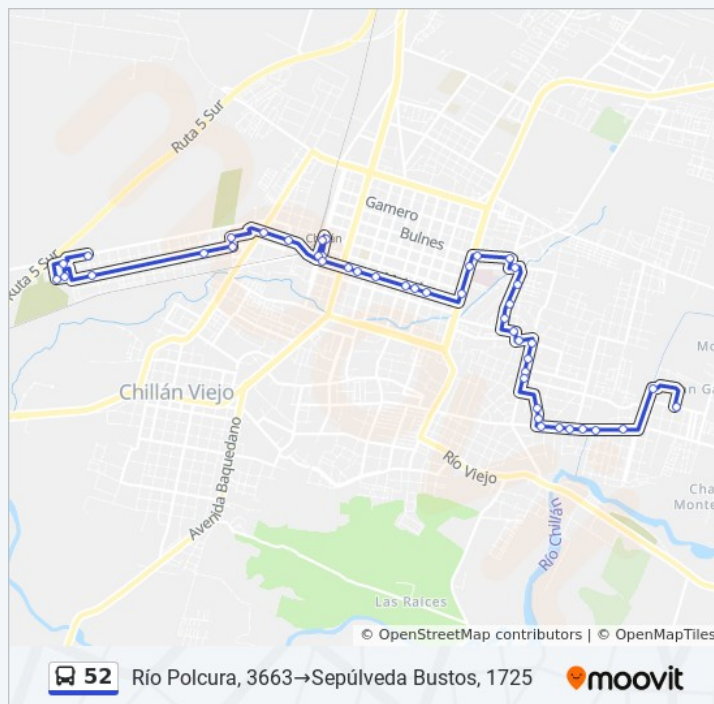 Ruta 5 Sur
Gamero
Bulnes
Ruta 5 Sur
Chillán Viejo
Avenida Baquedano
Río Viejo
Río Chillán
Las Raíces
© OpenStreetMap contributors | © OpenMapTiles
52 Río Polcura, 3663→Sepúlveda Bustos, 1725 moovit